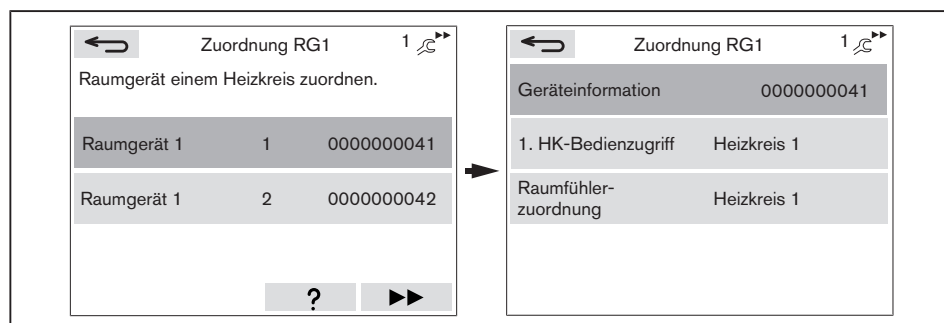 Zuordnung RG1 1
Raumgerät einem Heizkreis zuordnen.
Raumgerät 1 1 0000000041
Raumgerät 1 2 0000000042
?
Zuordnung RG1 1
Geräteinformation 0000000041
1. HK-Bedienzugriff Heizkreis 1
Raumfühler-
zuordnung Heizkreis 1